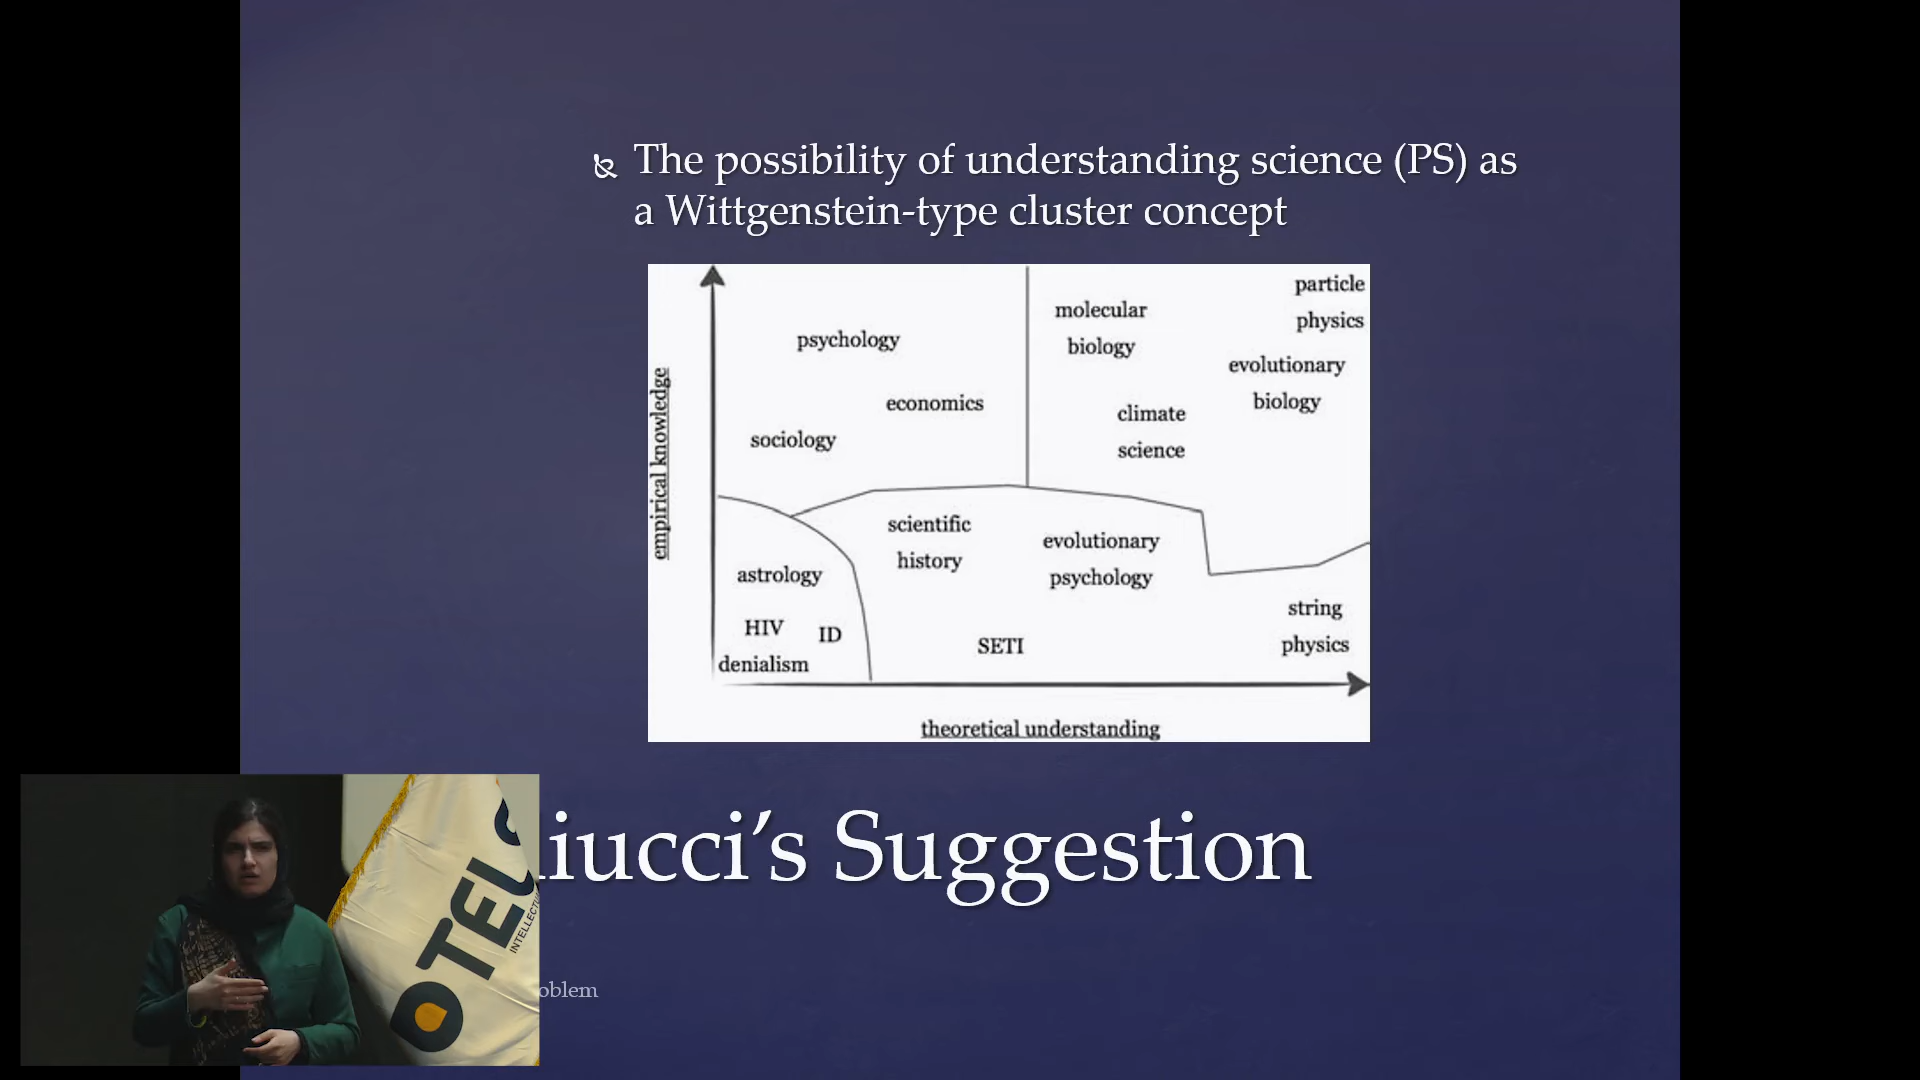 The possibility of understanding science (PS) as
a Wittgenstein-type cluster concept
particle
physics
molecular
biology
psychology
evolutionary
biology
economics
climate
science
sociology
empirical knowledge
scientific
history
evolutionary
psychology
astrology
HIV
denialism
ID
string
physics
SETI
theoretical understanding
iucci's Suggestion
oblem
OTEL